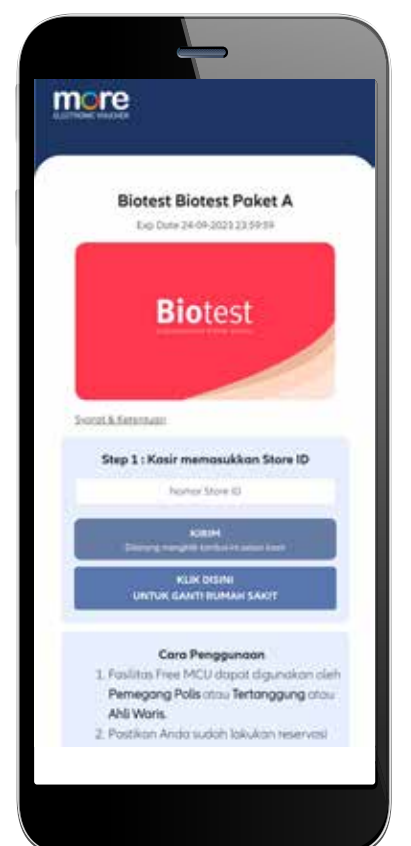 more
ELECTRONIC VOUCHER
Biotest Biotest Paket A
Exp Date 24-09-2023 23:59:59
Biotest
Syarat & Ketentuan
Step 1 : Kasir memasukkan Store ID
Nomor Store ID
KIRIM
Dilarang mengklik tombol ini selain kasir
KLIK DISINI
UNTUK GANTI RUMAH SAKIT
Cara Penggunaan
1. Fasilitas Free MCU dapat digunakan oleh
Pemegang Polis atau Tertanggung atau
Ahli Waris.
2. Pastikan Anda sudah lakukan reservasi